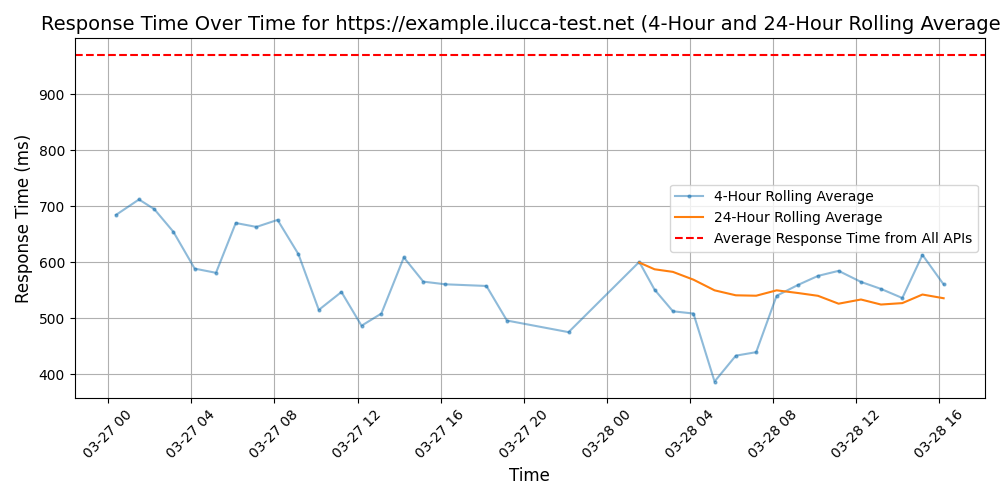 Response Time Over Time for https://example.ilucca-test.net (4-Hour and 24-Hour Rolling Average
Response Time (ms)
900
800
700
600
500
400
4-Hour Rolling Average
24-Hour Rolling Average
Average Response Time from All APIs
03-27 00
03-27 04
03-27 08
03-27 12
03-27 16
03-27 20
03-28 00
03-28 04
03-28 08
03-28 12
03-28 16
Time